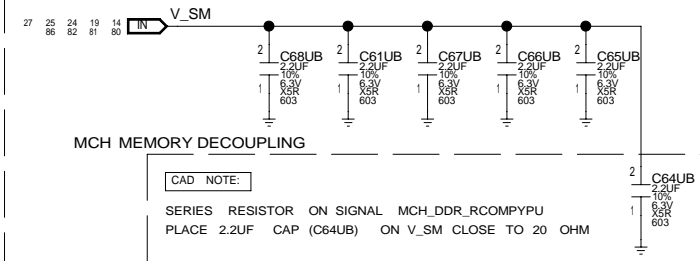 27 25 24 19 14 IN V_SM
86 82 81 80
2 C68UB 2 C61UB 2 C67UB 2 C66UB 2 C65UB
2.2UF 2.2UF 2.2UF 2.2UF 2.2UF
10% 10% 10% 10% 10%
6.3V 6.3V 6.3V 6.3V 6.3V
1 X5R 1 X5R 1 X5R 1 X5R 1 X5R
603 603 603 603 603
MCH MEMORY DECOUPLING
CAD NOTE:
2 C64UB
2.2UF
10%
6.3V
1 X5R
603
SERIES RESISTOR ON SIGNAL MCH_DDR_RCOMPYPU
PLACE 2.2UF CAP (C64UB) ON V_SM CLOSE TO 20 OHM